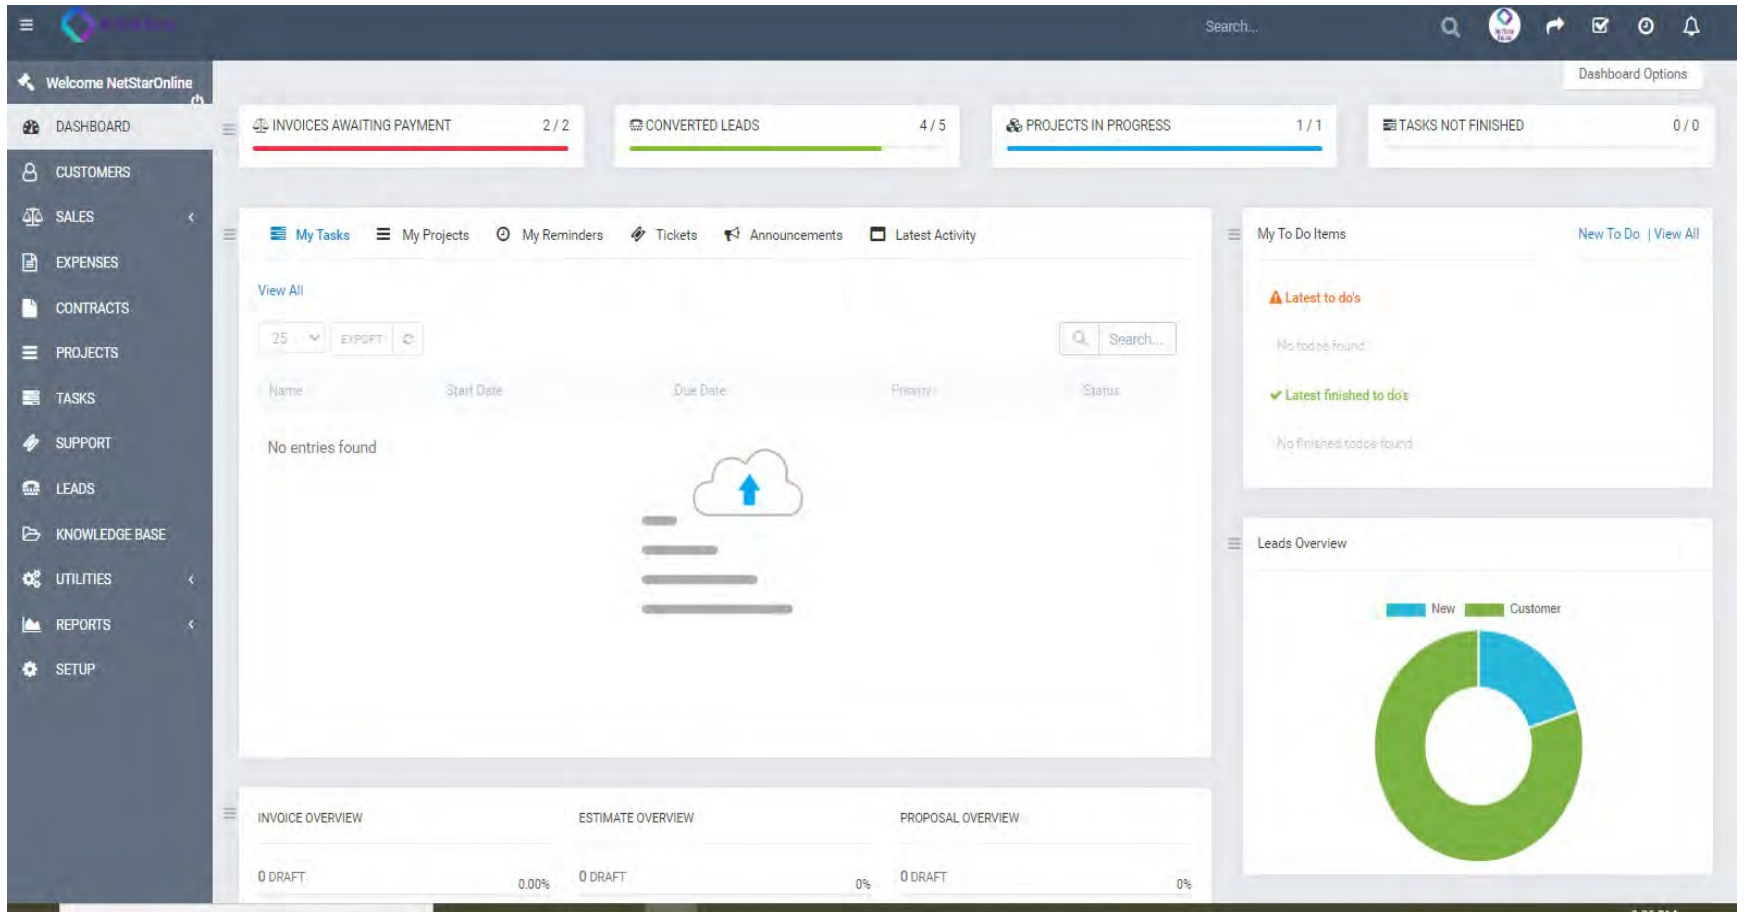 Search...
Welcome NetStarOnline
Dashboard Options
DASHBOARD
CUSTOMERS
SALES
EXPENSES
CONTRACTS
PROJECTS
TASKS
SUPPORT
LEADS
KNOWLEDGE BASE
UTILITIES
REPORTS
SETUP
INVOICES AWAITING PAYMENT 2 / 2
CONVERTED LEADS 4 / 5
PROJECTS IN PROGRESS 1 / 1
TASKS NOT FINISHED 0 / 0
My Tasks My Projects My Reminders Tickets Announcements Latest Activity
View All
25 EXPORT Search...
Name Start Date Due Date Priority Status
No entries found
My To Do Items New To Do | View All
Latest to do's
No todos found
Latest finished to do's
No finished todos found
Leads Overview
New Customer
INVOICE OVERVIEW ESTIMATE OVERVIEW PROPOSAL OVERVIEW
0 DRAFT 0.00% 0 DRAFT 0% 0 DRAFT 0%